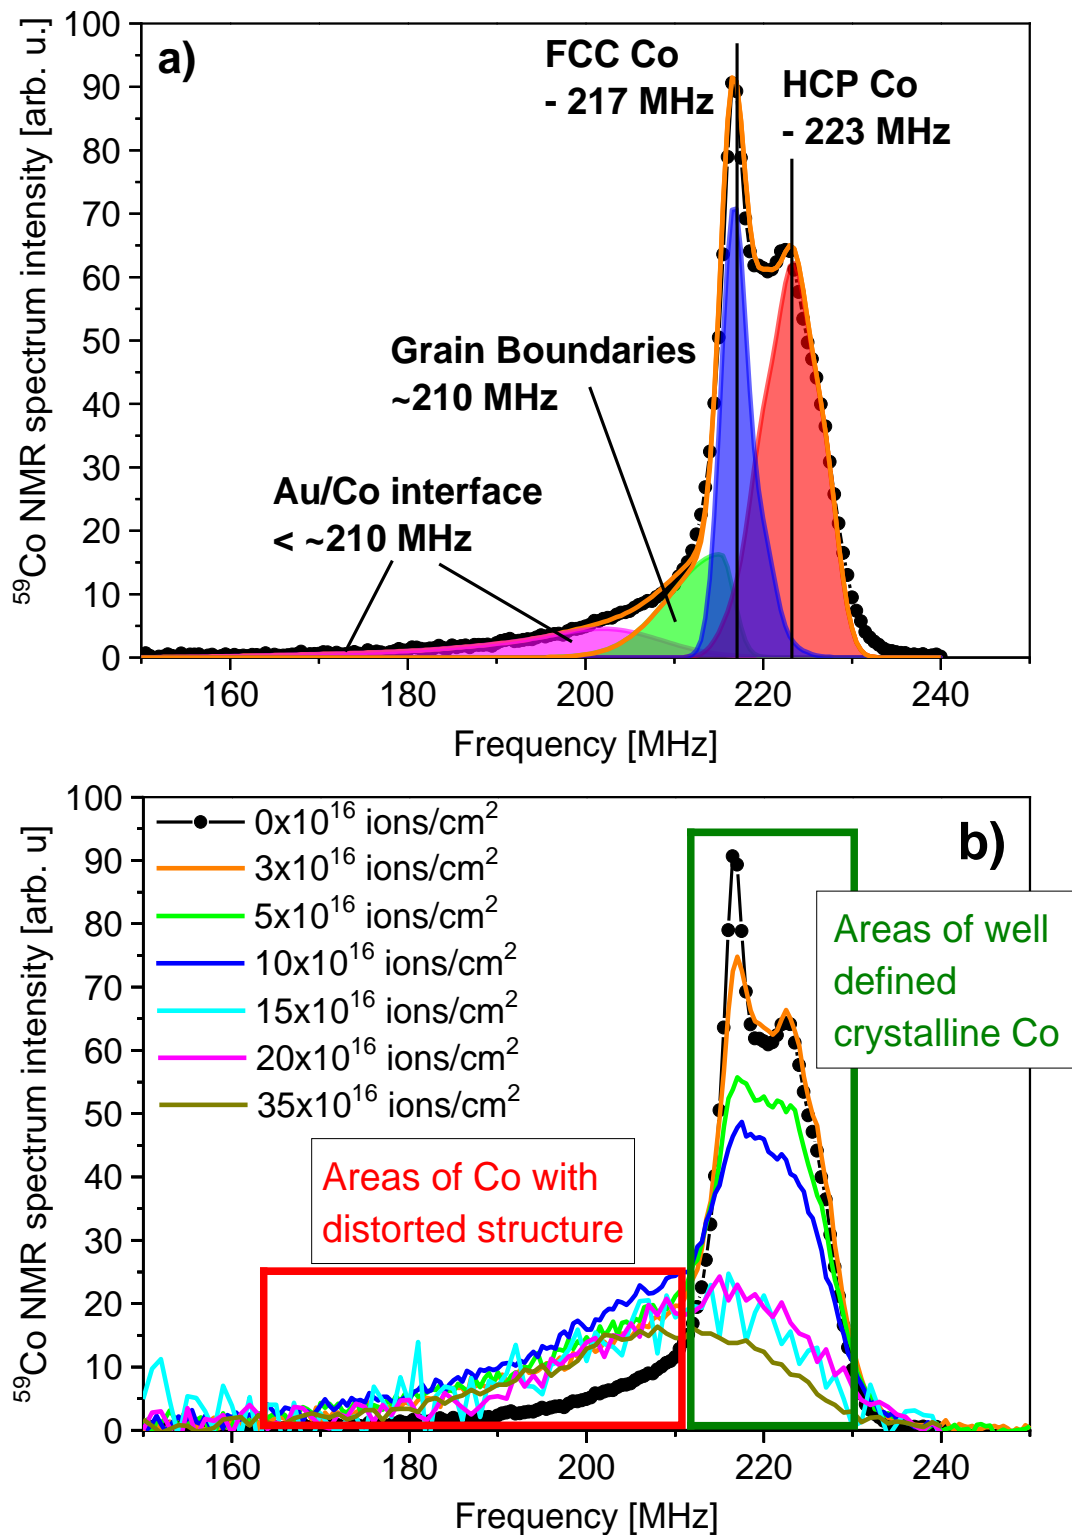 a)
FCC Co
- 217 MHz
HCP Co
- 223 MHz
Grain Boundaries
~210 MHz
Au/Co interface
< ~210 MHz
100
90
80
70
60
50
40
30
20
10
0
⁵⁹Co NMR spectrum intensity [arb. u.]
160 180 200 220 240
Frequency [MHz]
b)
0x10¹⁶ ions/cm²
3x10¹⁶ ions/cm²
5x10¹⁶ ions/cm²
10x10¹⁶ ions/cm²
15x10¹⁶ ions/cm²
20x10¹⁶ ions/cm²
35x10¹⁶ ions/cm²
Areas of well
defined
crystalline Co
Areas of Co with
distorted structure
100
90
80
70
60
50
40
30
20
10
0
⁵⁹Co NMR spectrum intensity [arb. u]
160 180 200 220 240
Frequency [MHz]